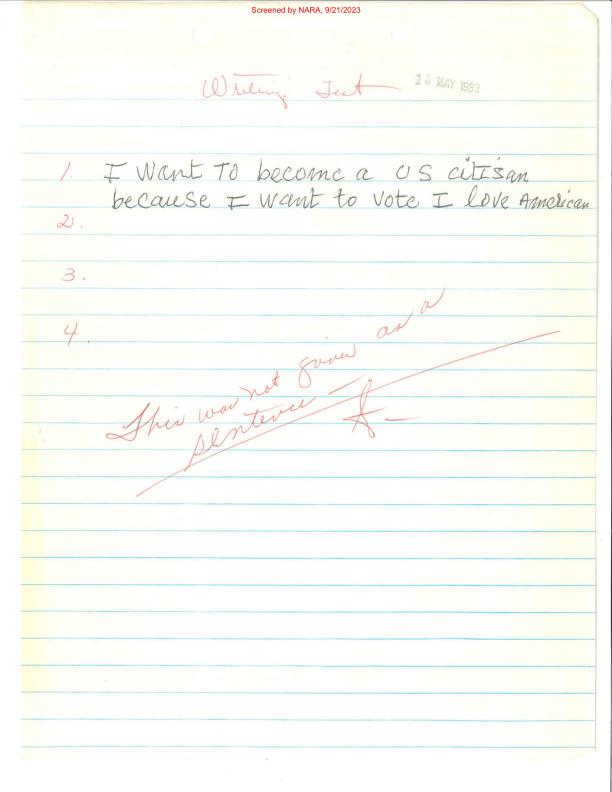 Screened by NARA, 9/21/2023
Writing Test
23 MAY 1983
1. I Want To become a US citisan
because I want to vote I love American
2.
3.
4.
This was not given as a
sentence —